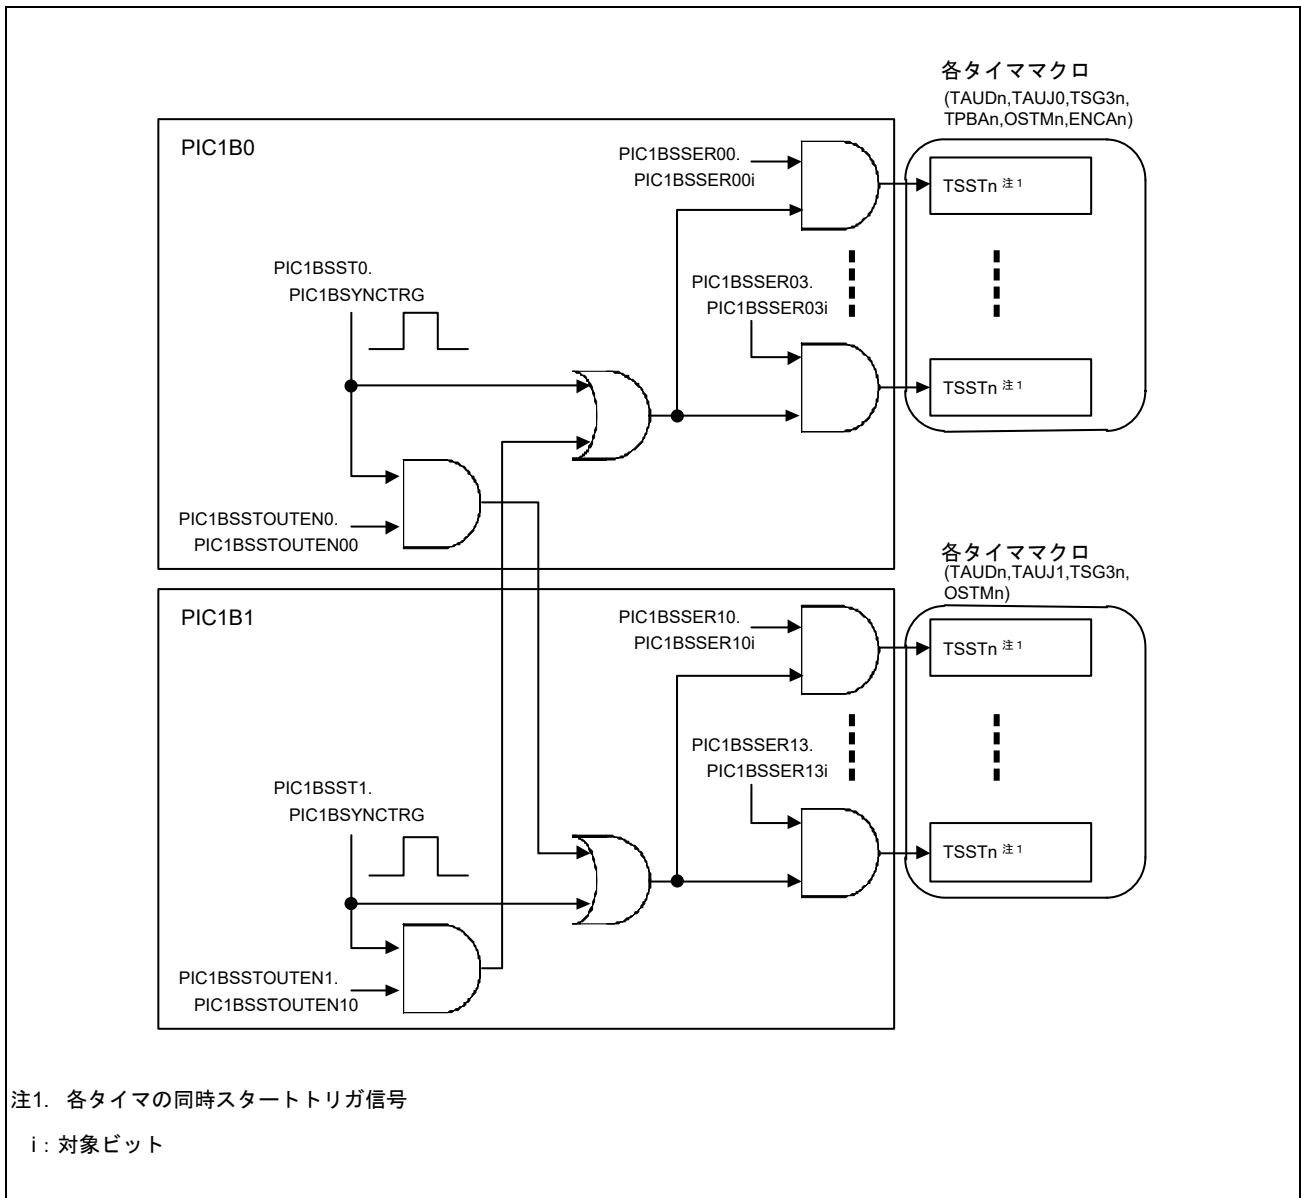 各タイママクロ
(TAUDn,TAUJ0,TSG3n,
TPBAn,OSTMn,ENCAn)
PIC1B0
PIC1BSSER00.
PIC1BSSER00i
TSSTn 注1
PIC1BSST0.
PIC1BSYNCTRG
PIC1BSSER03.
PIC1BSSER03i
TSSTn 注1
PIC1BSSTOUTEN0.
PIC1BSSTOUTEN00
各タイママクロ
(TAUDn,TAUJ1,TSG3n,
OSTMn)
PIC1B1
PIC1BSSER10.
PIC1BSSER10i
TSSTn 注1
PIC1BSSER13.
PIC1BSSER13i
PIC1BSST1.
PIC1BSYNCTRG
TSSTn 注1
PIC1BSSTOUTEN1.
PIC1BSSTOUTEN10
注1. 各タイマの同時スタートトリガ信号
i : 対象ビット